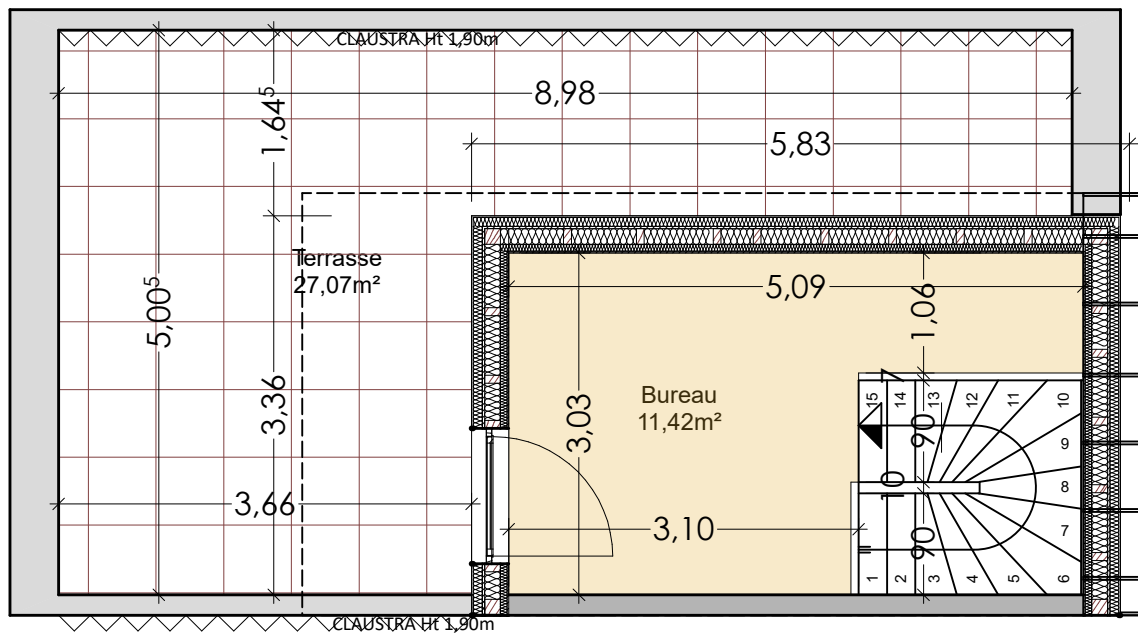 CLAUSTRA Ht 1,90m
8,98
1,64⁵
5,83
Terrasse
27,07m²
5,00⁵
5,09
1,06
3,36
3,03
Bureau
11,42m²
7
15 14 13 12 11 10
90
9
3,66
10
8
3,10
90
7
1 2 3 4 5 6
CLAUSTRA Ht 1,90m